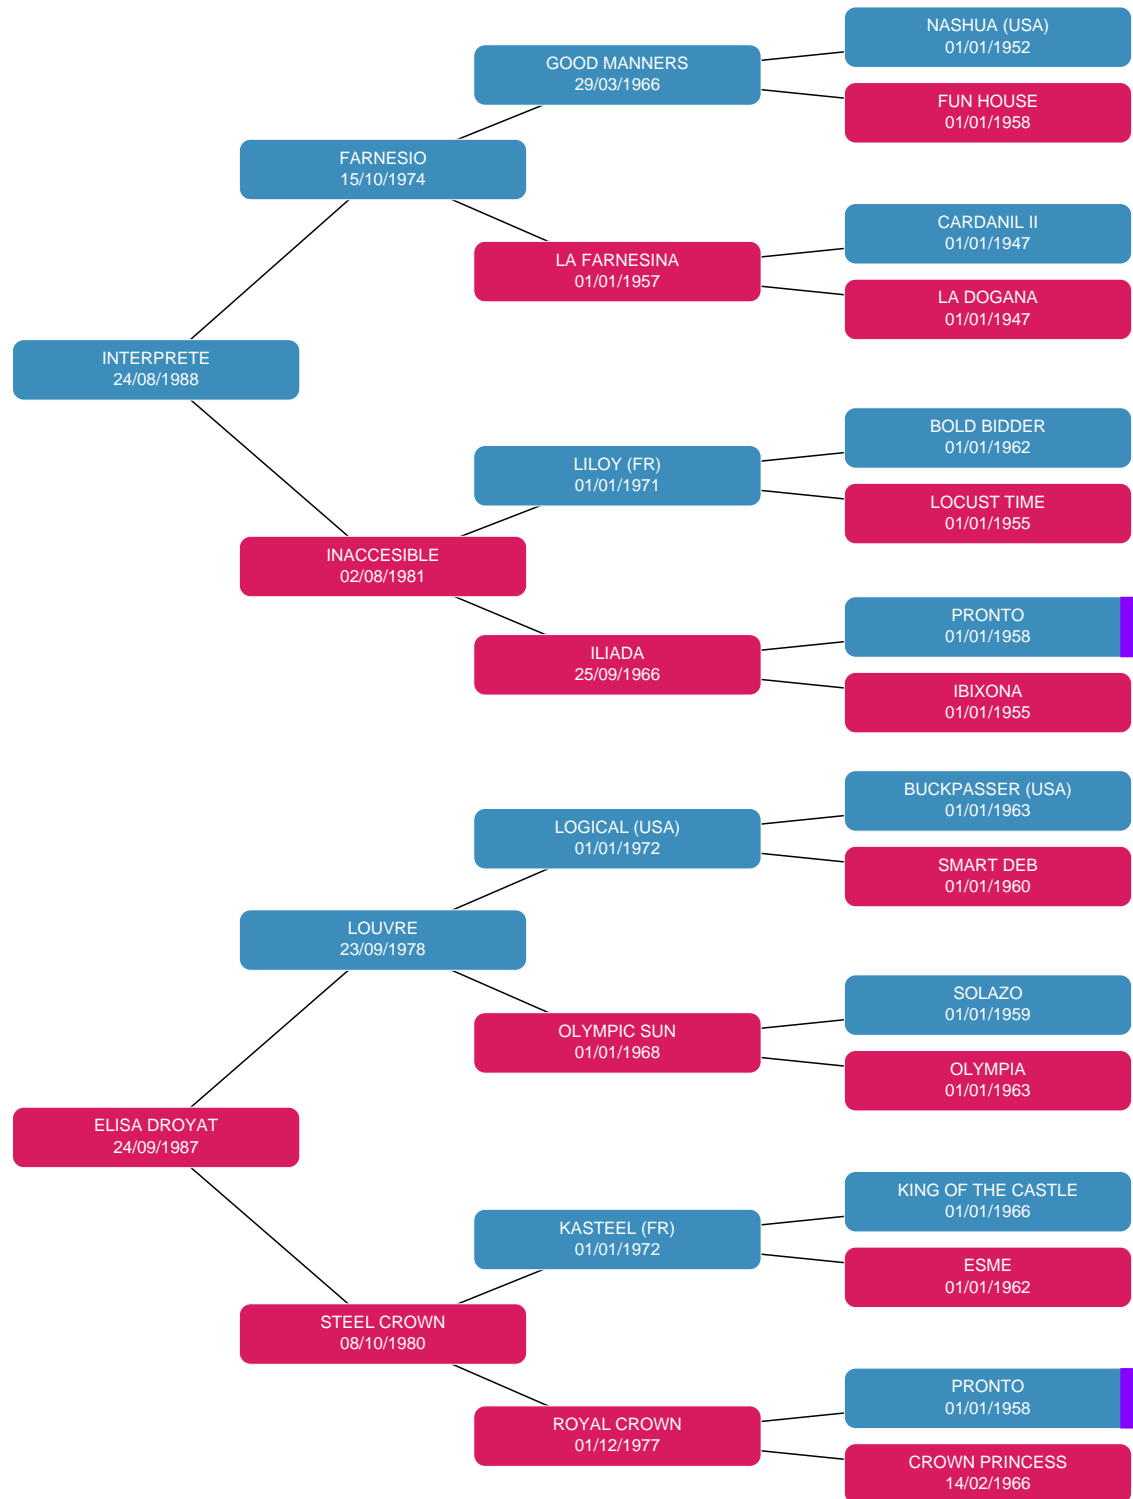 NASHUA (USA)
01/01/1952
GOOD MANNERS
29/03/1966
FUN HOUSE
01/01/1958
FARNESIO
15/10/1974
CARDANIL II
01/01/1947
LA FARNESINA
01/01/1957
LA DOGANA
01/01/1947
INTERPRETE
24/08/1988
BOLD BIDDER
01/01/1962
LILOY (FR)
01/01/1971
LOCUST TIME
01/01/1955
INACCESIBLE
02/08/1981
PRONTO
01/01/1958
ILIADA
25/09/1966
IBIXONA
01/01/1955
BUCKPASSER (USA)
01/01/1963
LOGICAL (USA)
01/01/1972
SMART DEB
01/01/1960
LOUVRE
23/09/1978
SOLAZO
01/01/1959
OLYMPIC SUN
01/01/1968
OLYMPIA
01/01/1963
ELISA DROYAT
24/09/1987
KING OF THE CASTLE
01/01/1966
KASTEEL (FR)
01/01/1972
ESME
01/01/1962
STEEL CROWN
08/10/1980
PRONTO
01/01/1958
ROYAL CROWN
01/12/1977
CROWN PRINCESS
14/02/1966